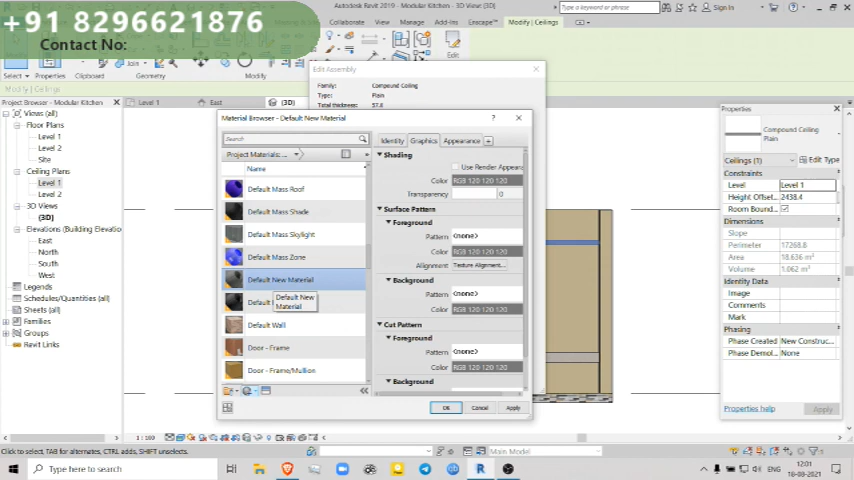 +91 8296621876
Contact No:
Autodesk Revit 2019 - Modular Kitchen - 3D View: {3D}
Type a keyword or phrase
Sign In
Collaborate View Manage Add-Ins Enscape™ Modify | Ceilings
Select Properties Clipboard Join Geometry Modify Edit
Modify | Ceilings
Project Browser - Modular Kitchen
Level 1
East
{3D}
Views (all)
Floor Plans
Level 1
Level 2
Site
Ceiling Plans
Level 1
Level 2
3D Views
{3D}
Elevations (Building Elevation
East
North
South
West
Legends
Schedules/Quantities (all)
Sheets (all)
Families
Groups
Revit Links
Edit Assembly
Family: Compound Ceiling
Type: Plain
Total thickness: 57.0
Material Browser - Default New Material
Search
Project Materials: ...
Name
Default Mass Roof
Default Mass Shade
Default Mass Skylight
Default Mass Zone
Default New Material
Default
Default New
Material
Default Wall
Door - Frame
Door - Frame/Mullion
Identity Graphics Appearance
Shading
Use Render Appeara
Color RGB 120 120 120
Transparency 0
Surface Pattern
Foreground
Pattern <none>
Color RGB 120 120 120
Alignment Texture Alignment...
Background
Pattern <none>
Color RGB 120 120 120
Cut Pattern
Foreground
Pattern <none>
Color RGB 120 120 120
Background
OK Cancel Apply
Properties
Compound Ceiling
Plain
Ceilings (1) Edit Type
Constraints
Level Level 1
Height Offset... 2438.4
Room Bound...
Dimensions
Slope
Perimeter 17268.8
Area 18.636 m²
Volume 1.062 m³
Identity Data
Image
Comments
Mark
Phasing
Phase Created New Construc...
Phase Demol... None
Properties help Apply
1 : 100
Click to select, TAB for alternates, CTRL adds, SHIFT unselects.
Main Model
Type here to search
ENG
12:01
18-08-2021